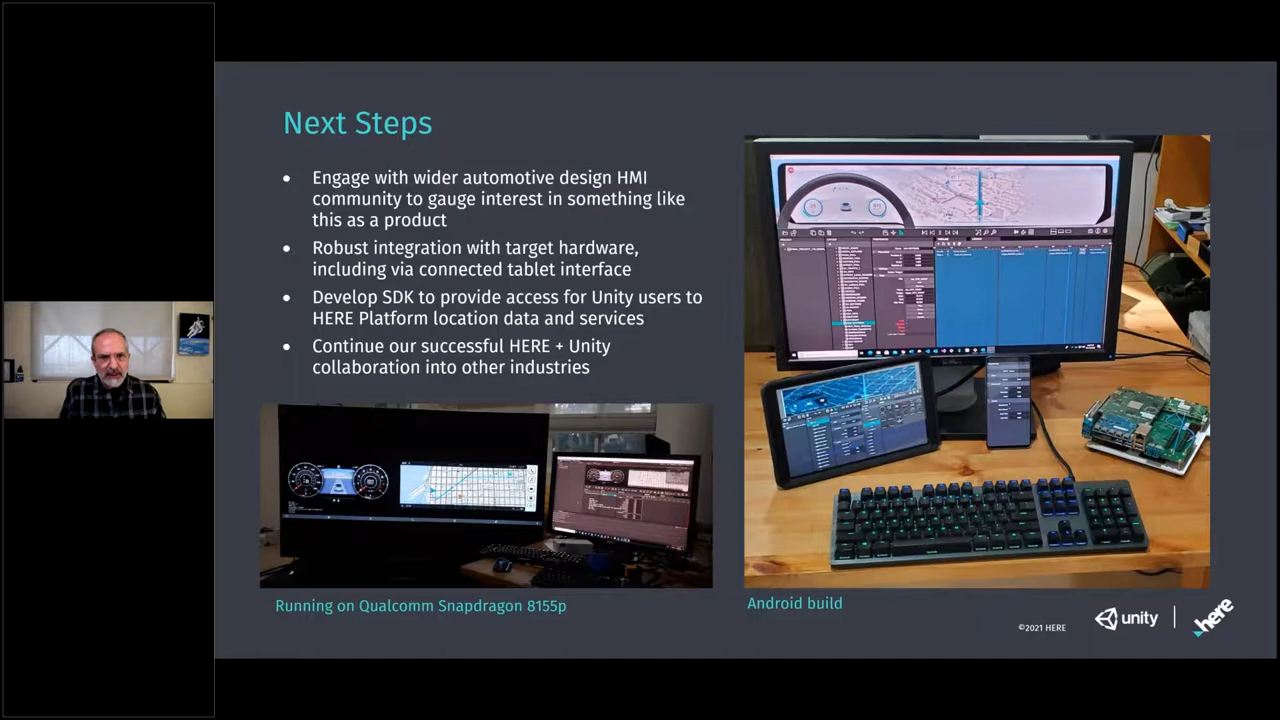 Next Steps
• Engage with wider automotive design HMI
community to gauge interest in something like
this as a product
• Robust integration with target hardware,
including via connected tablet interface
• Develop SDK to provide access for Unity users to
HERE Platform location data and services
• Continue our successful HERE + Unity
collaboration into other industries
Running on Qualcomm Snapdragon 8155p
Android build
©2021 HERE
unity
here